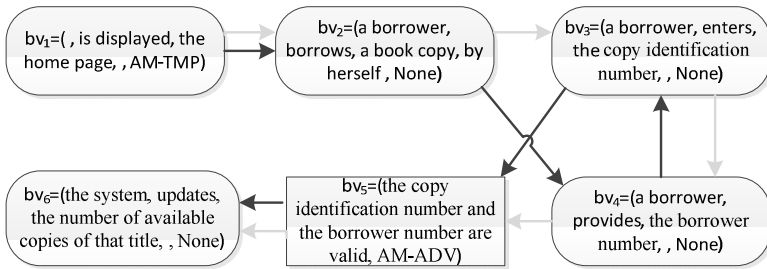 bv₁=( , is displayed, the
home page, , AM-TMP)
bv₂=(a borrower,
borrows, a book copy, by
herself , None)
bv₃=(a borrower, enters,
the copy identification
number, , None)
bv₆=(the system, updates,
the number of available
copies of that title, , None)
bv₅=(the copy
identification number and
the borrower number are
valid, AM-ADV)
bv₄=(a borrower,
provides, the borrower
number, , None)